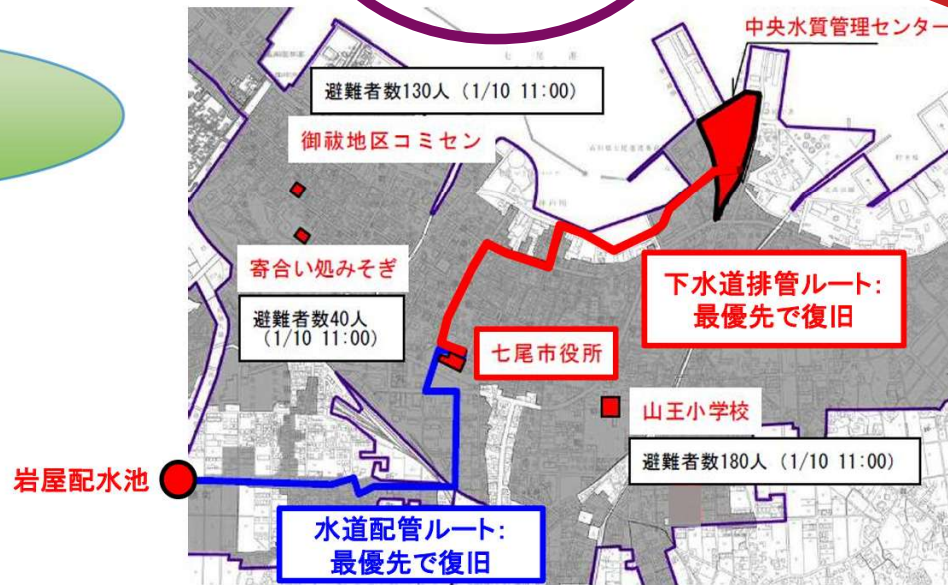 中央水質管理センター
七尾港
避難者数130人（1/10 11:00）
御祓地区コミセン
寄合い処みそぎ
避難者数40人
（1/10 11:00）
下水道排管ルート:
最優先で復旧
七尾市役所
山王小学校
避難者数180人（1/10 11:00）
岩屋配水池
水道配管ルート:
最優先で復旧